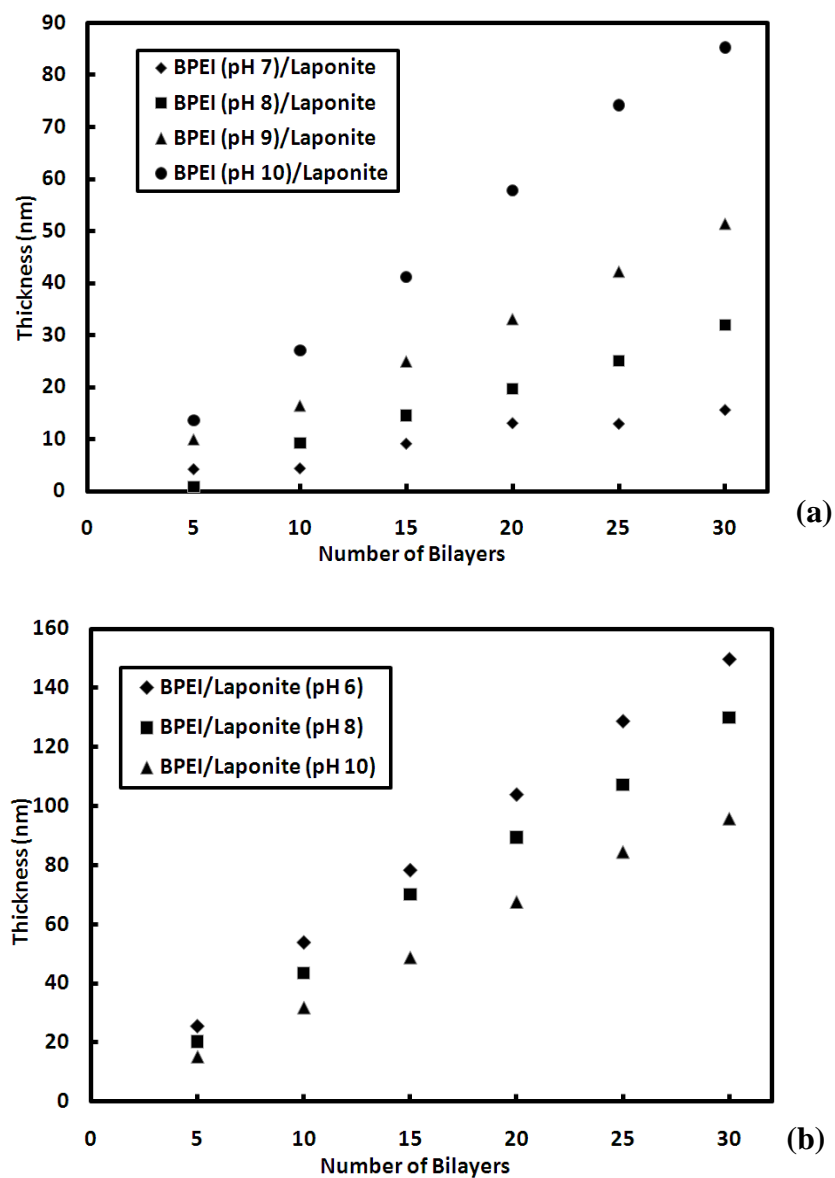 90
80
70
60
50
40
30
20
10
0
Thickness (nm)
BPEI (pH 7)/Laponite
BPEI (pH 8)/Laponite
BPEI (pH 9)/Laponite
BPEI (pH 10)/Laponite
0 5 10 15 20 25 30
Number of Bilayers
(a)
160
140
120
100
80
60
40
20
0
Thickness (nm)
BPEI/Laponite (pH 6)
BPEI/Laponite (pH 8)
BPEI/Laponite (pH 10)
0 5 10 15 20 25 30
Number of Bilayers
(b)